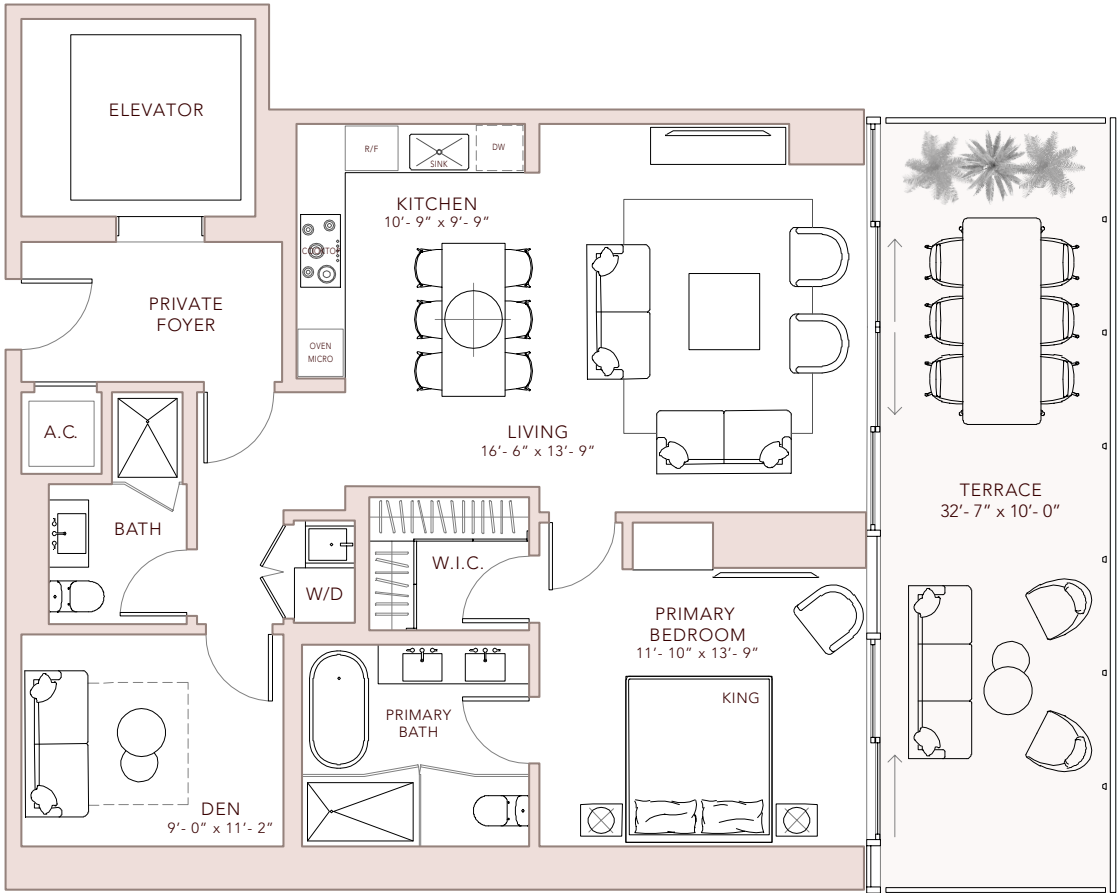 ELEVATOR
R/F
SINK
DW
KITCHEN
10'- 9" x 9'- 9"
COOKTOP
OVEN
MICRO
PRIVATE
FOYER
A.C.
LIVING
16'- 6" x 13'- 9"
TERRACE
32'- 7" x 10'- 0"
BATH
W.I.C.
W/D
PRIMARY
BEDROOM
11'- 10" x 13'- 9"
KING
PRIMARY
BATH
DEN
9'- 0" x 11'- 2"